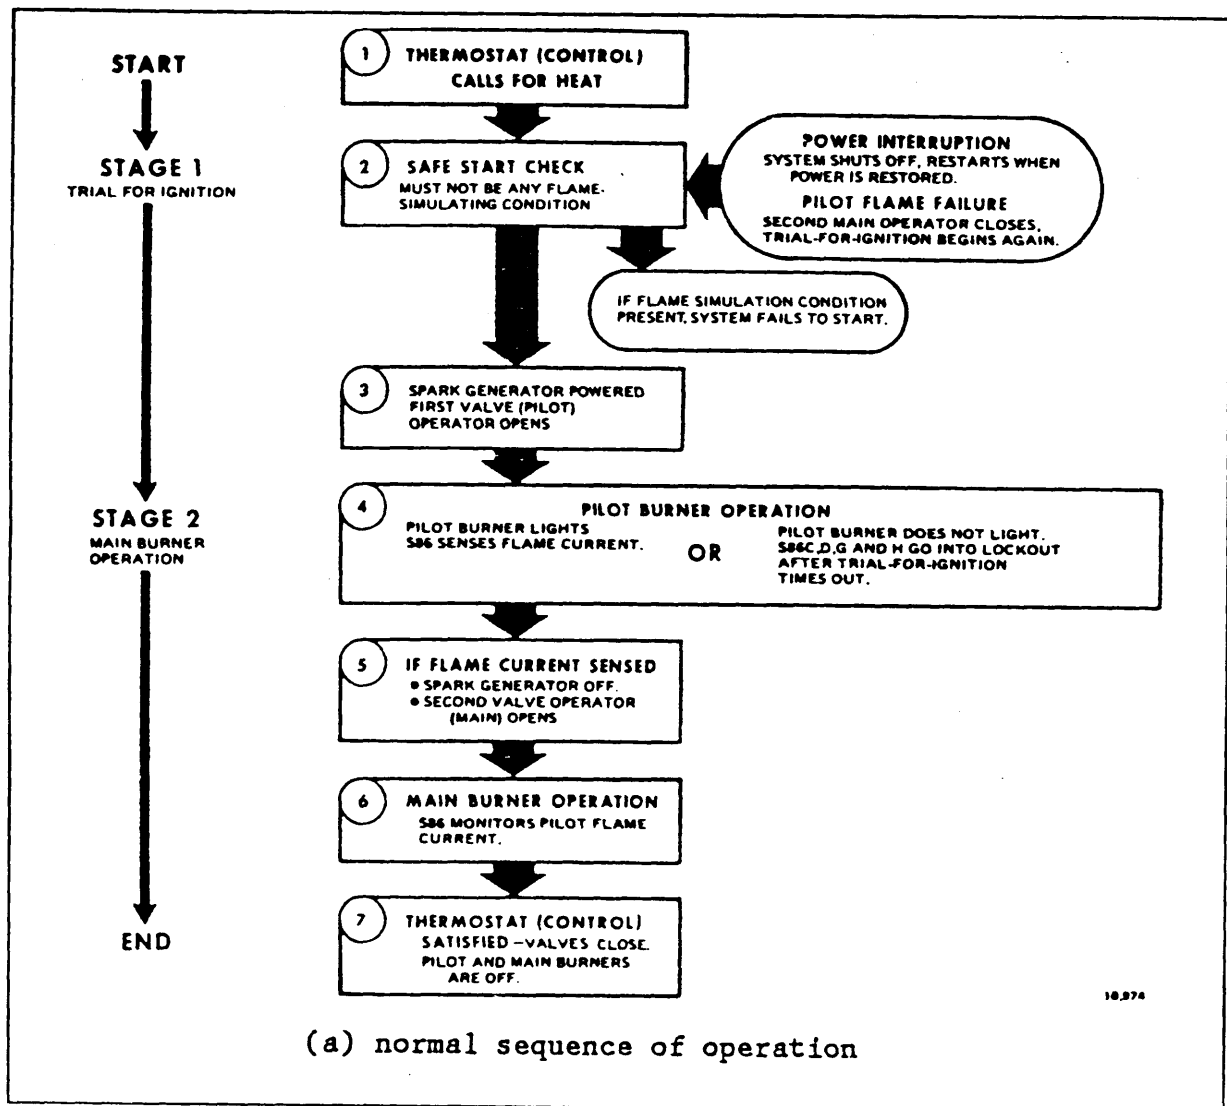 START
STAGE 1
TRIAL FOR IGNITION
STAGE 2
MAIN BURNER
OPERATION
END
1
THERMOSTAT (CONTROL)
CALLS FOR HEAT
2
SAFE START CHECK
MUST NOT BE ANY FLAME-
SIMULATING CONDITION
POWER INTERRUPTION
SYSTEM SHUTS OFF, RESTARTS WHEN
POWER IS RESTORED.
PILOT FLAME FAILURE
SECOND MAIN OPERATOR CLOSES,
TRIAL-FOR-IGNITION BEGINS AGAIN.
IF FLAME SIMULATION CONDITION
PRESENT, SYSTEM FAILS TO START.
3
SPARK GENERATOR POWERED
FIRST VALVE (PILOT)
OPERATOR OPENS
4
PILOT BURNER OPERATION
PILOT BURNER LIGHTS
S86 SENSES FLAME CURRENT.
OR
PILOT BURNER DOES NOT LIGHT.
S86C, D, G AND H GO INTO LOCKOUT
AFTER TRIAL-FOR-IGNITION
TIMES OUT.
5
IF FLAME CURRENT SENSED
• SPARK GENERATOR OFF.
• SECOND VALVE OPERATOR
(MAIN) OPENS
6
MAIN BURNER OPERATION
S86 MONITORS PILOT FLAME
CURRENT.
7
THERMOSTAT (CONTROL)
SATISFIED – VALVES CLOSE.
PILOT AND MAIN BURNERS
ARE OFF.
(a) normal sequence of operation